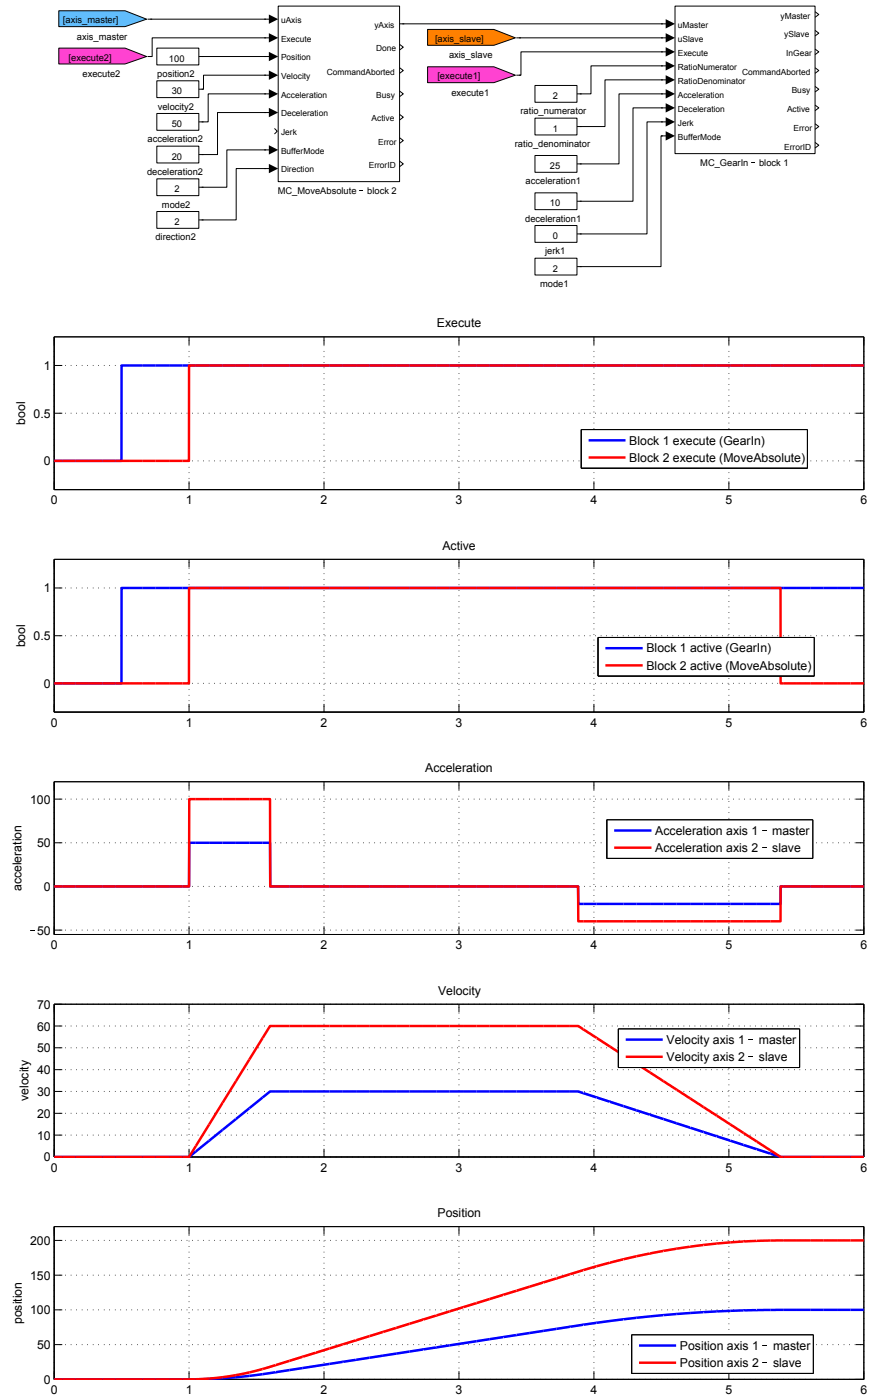 [axis_master]
axis_master
[execute2]
execute2
100
position2
30
velocity2
50
acceleration2
20
deceleration2
2
mode2
2
direction2
uAxis
Execute
Position
Velocity
Acceleration
Deceleration
Jerk
BufferMode
Direction
yAxis
Done
CommandAborted
Busy
Active
Error
ErrorID
MC_MoveAbsolute − block 2
[axis_slave]
axis_slave
[execute1]
execute1
2
ratio_numerator
1
ratio_denominator
25
acceleration1
10
deceleration1
0
jerk1
2
mode1
uMaster
uSlave
Execute
RatioNumerator
RatioDenominator
Acceleration
Deceleration
Jerk
BufferMode
yMaster
ySlave
InGear
CommandAborted
Busy
Active
Error
ErrorID
MC_GearIn − block 1
Execute
bool
1
0.5
0
Block 1 execute (GearIn)
Block 2 execute (MoveAbsolute)
0 1 2 3 4 5 6
Active
bool
1
0.5
0
Block 1 active (GearIn)
Block 2 active (MoveAbsolute)
0 1 2 3 4 5 6
Acceleration
acceleration
100
50
0
−50
Acceleration axis 1 − master
Acceleration axis 2 − slave
0 1 2 3 4 5 6
Velocity
velocity
70
60
50
40
30
20
10
0
Velocity axis 1 − master
Velocity axis 2 − slave
0 1 2 3 4 5 6
Position
position
200
150
100
50
0
Position axis 1 − master
Position axis 2 − slave
0 1 2 3 4 5 6